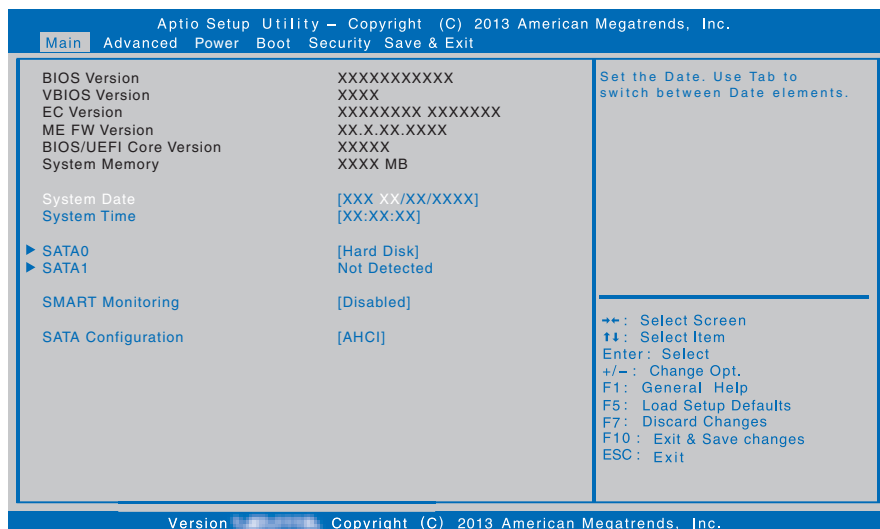 Aptio Setup Utility – Copyright (C) 2013 American Megatrends, Inc.
Main Advanced Power Boot Security Save & Exit
BIOS Version XXXXXXXXXXX
VBIOS Version XXXX
EC Version XXXXXXXX XXXXXXX
ME FW Version XX.X.XX.XXXX
BIOS/UEFI Core Version XXXXX
System Memory XXXX MB
System Date [XXX XX/XX/XXXX]
System Time [XX:XX:XX]
SATA0 [Hard Disk]
SATA1 Not Detected
SMART Monitoring [Disabled]
SATA Configuration [AHCI]
Set the Date. Use Tab to
switch between Date elements.
→←: Select Screen
↑↓: Select Item
Enter: Select
+/–: Change Opt.
F1: General Help
F5: Load Setup Defaults
F7: Discard Changes
F10: Exit & Save changes
ESC: Exit
Version Copyright (C) 2013 American Megatrends, Inc.